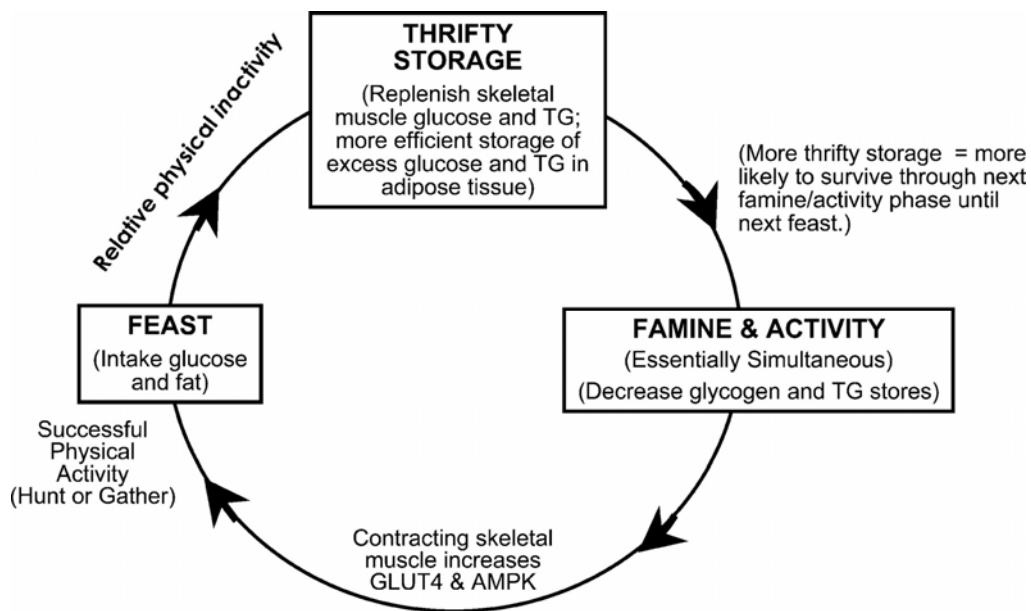 THRIFTY
STORAGE
(Replenish skeletal
muscle glucose and TG;
more efficient storage of
excess glucose and TG in
adipose tissue)
Relative physical inactivity
(More thrifty storage = more
likely to survive through next
famine/activity phase until
next feast.)
FEAST
(Intake glucose
and fat)
FAMINE & ACTIVITY
(Essentially Simultaneous)
(Decrease glycogen and TG stores)
Successful
Physical
Activity
(Hunt or Gather)
Contracting skeletal
muscle increases
GLUT4 & AMPK